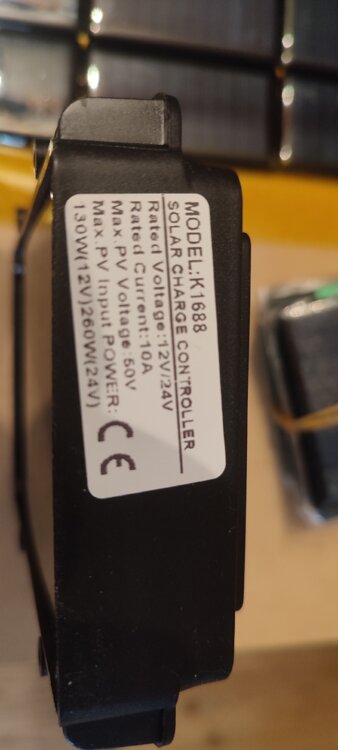 MODEL:K1688
SOLAR CHARGE CONTROLLER
Rated Voltage:12V/24V
Rated Current:10A
Max.PV Voltage:50V
Max.PV Input POWER:
130W(12V)260W(24V)
CE